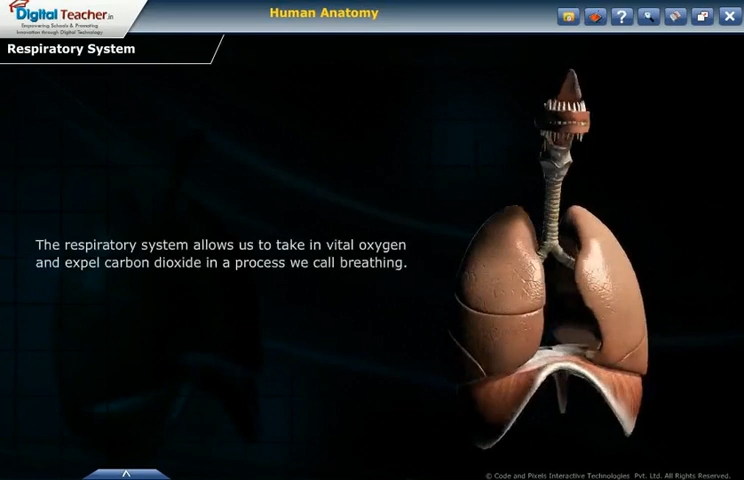 Digital Teacher.in
Empowering Schools & Promoting
Innovation through Digital Technology
Human Anatomy
?
Respiratory System
The respiratory system allows us to take in vital oxygen
and expel carbon dioxide in a process we call breathing.
© Code and Pixels Interactive Technologies Pvt. Ltd. All Rights Reserved.